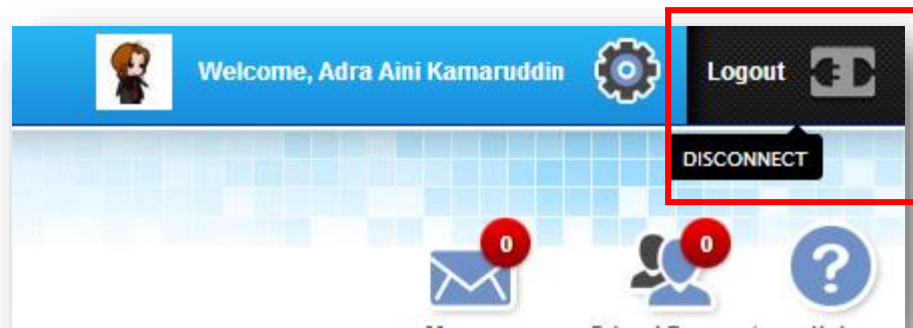 Welcome, Adra Aini Kamaruddin
Logout
DISCONNECT
0
0
?